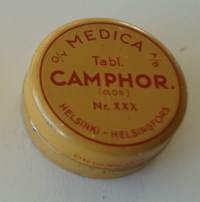 O/Y MEDICA A/B
Tabl.
CAMPHOR.
Nr. XXX
HELSINKI - HELSINGFORS